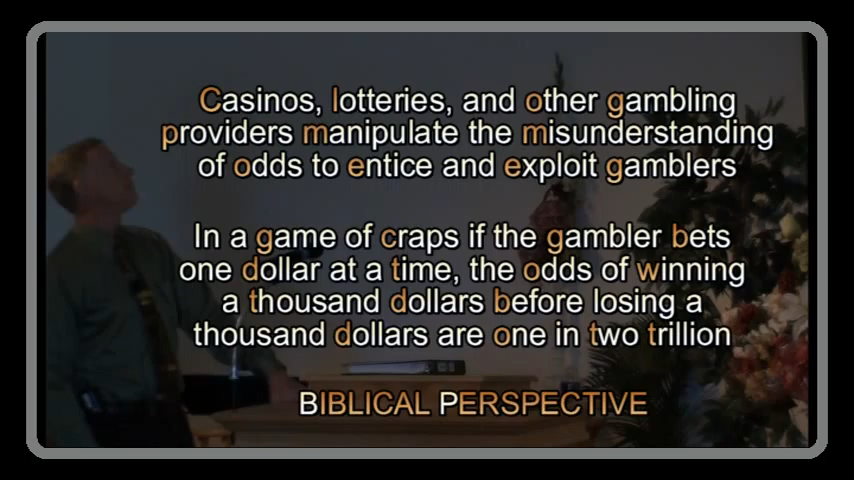 Casinos, lotteries, and other gambling
providers manipulate the misunderstanding
of odds to entice and exploit gamblers
In a game of craps if the gambler bets
one dollar at a time, the odds of winning
a thousand dollars before losing a
thousand dollars are one in two trillion
BIBLICAL PERSPECTIVE